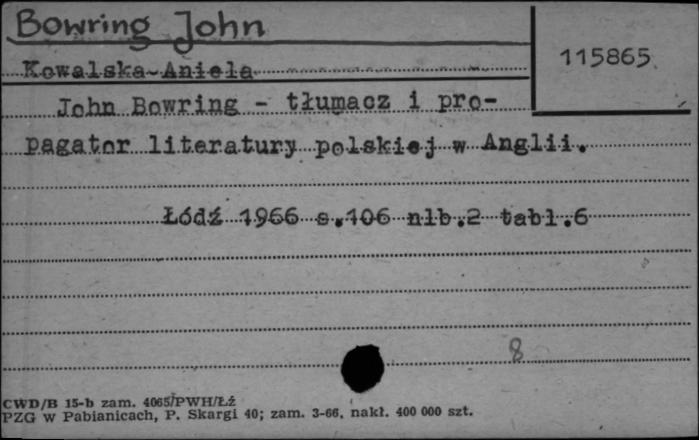 Bowring John
115865
Kowalska Aniela
John Bowring - tłumacz i pro-
pagator literatury polskiej w Anglii.
Łódź 1966 s.106 nlb.2 tabl.6
8
CWD/B 15-b zam. 4065/PWH/Łź
PZG w Pabianicach, P. Skargi 40; zam. 3-66, nakł. 400 000 szt.